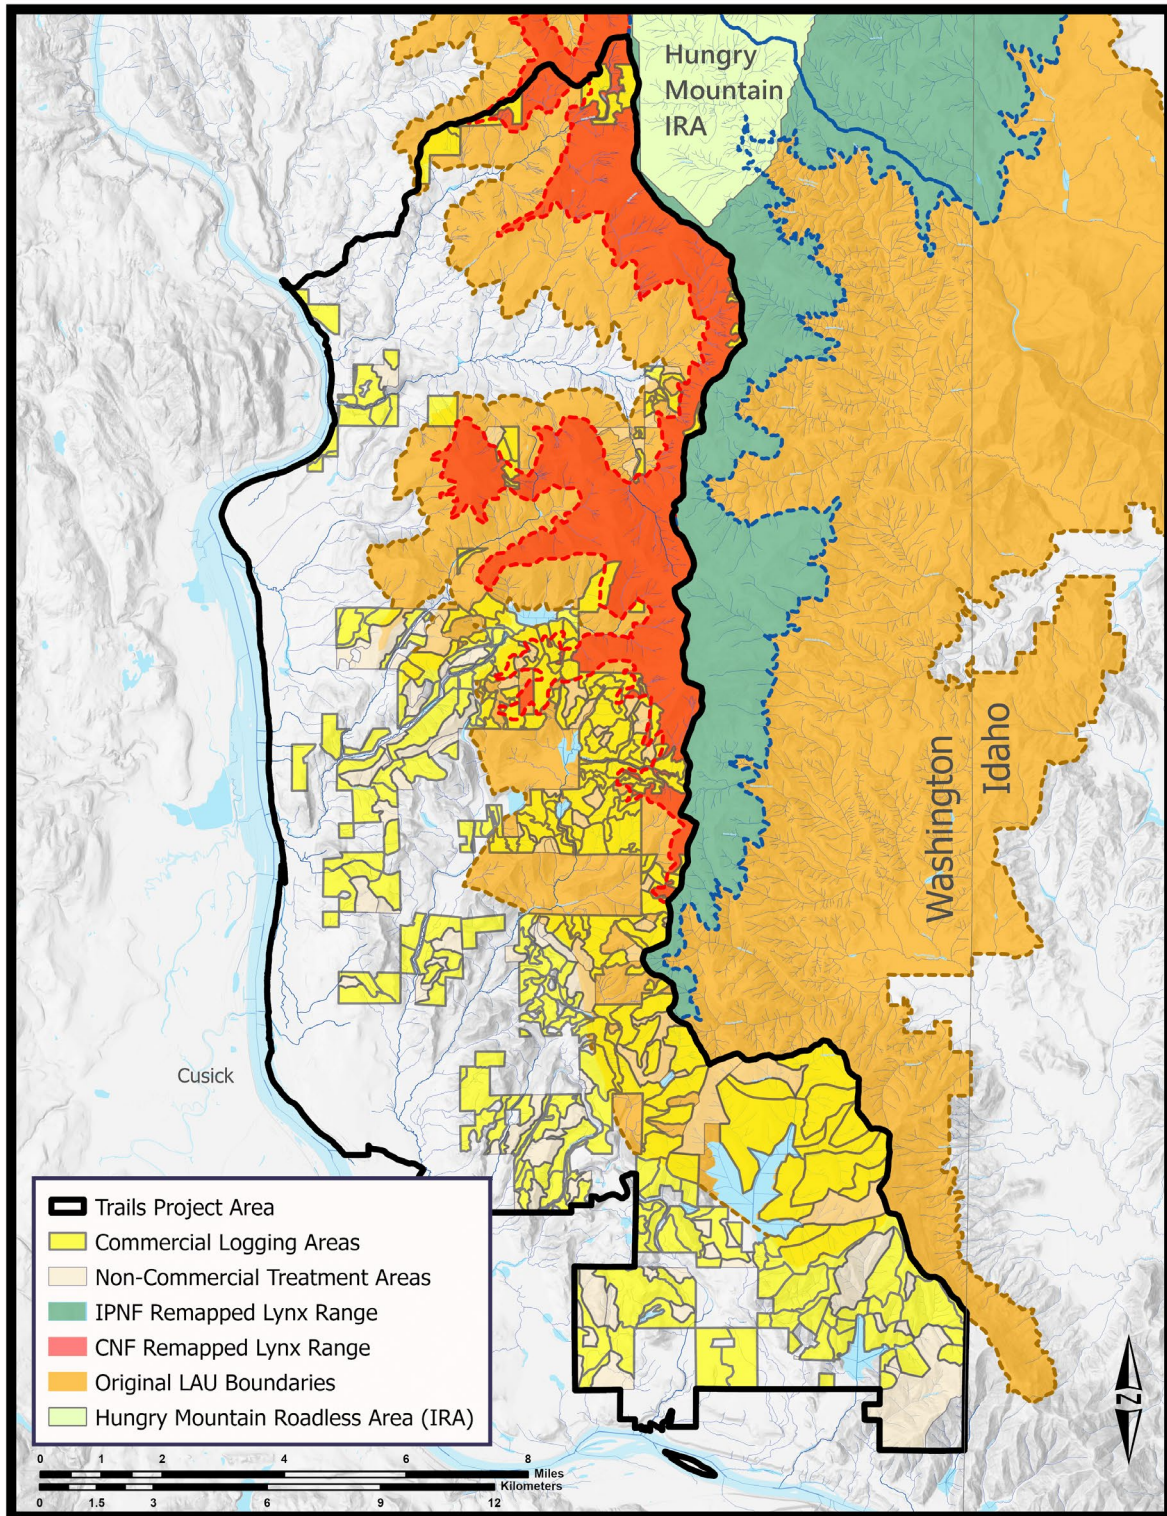 Hungry
Mountain
IRA
Washington
Idaho
Cusick
Trails Project Area
Commercial Logging Areas
Non-Commercial Treatment Areas
IPNF Remapped Lynx Range
CNF Remapped Lynx Range
Original LAU Boundaries
Hungry Mountain Roadless Area (IRA)
N
0 1 2 4 6 8
Miles
Kilometers
0 1.5 3 6 9 12